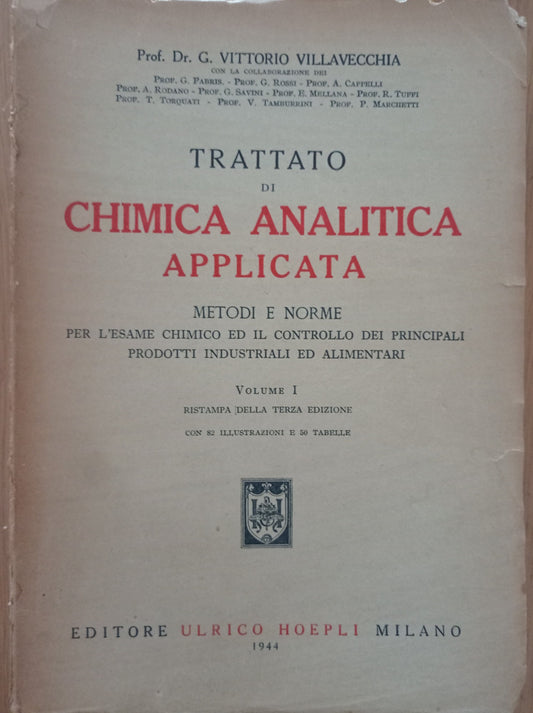 Prof. Dr. G. VITTORIO VILLAVECCHIA
CON LA COLLABORAZIONE DEI
PROF. G. FABRIS. - PROF. G. ROSSI - PROF. A. CAPPELLI
PROF. A. RODANO - PROF. G. SAVINI - PROF. E. MELLANA - PROF. R. TUFFI
PROF. T. TORQUATI - PROF. V. TAMBURRINI - PROF. P. MARCHETTI
TRATTATO
DI
CHIMICA ANALITICA
APPLICATA
METODI E NORME
PER L'ESAME CHIMICO ED IL CONTROLLO DEI PRINCIPALI
PRODOTTI INDUSTRIALI ED ALIMENTARI
VOLUME I
RISTAMPA DELLA TERZA EDIZIONE
CON 82 ILLUSTRAZIONI E 50 TABELLE
EDITORE ULRICO HOEPLI MILANO
1944